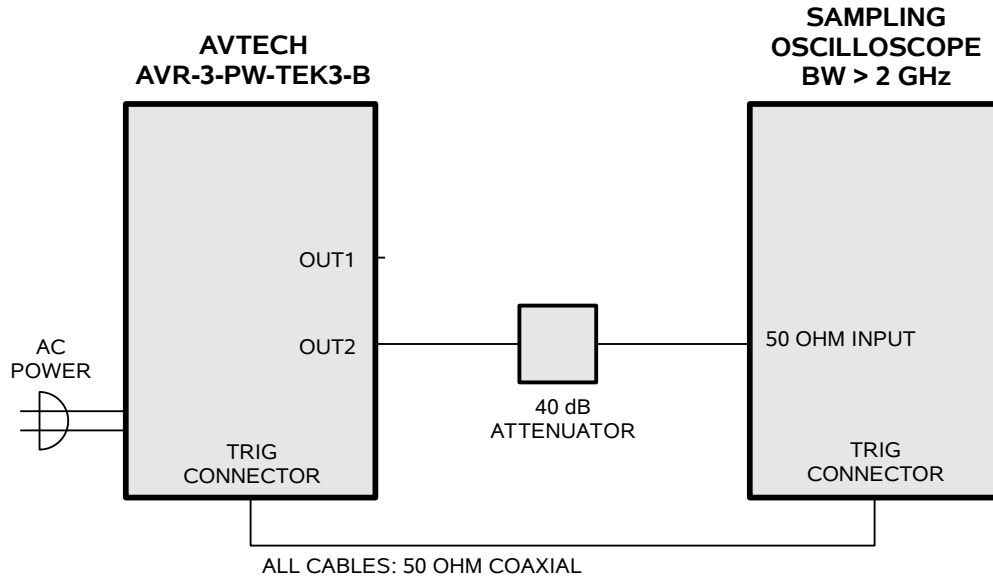 AVTECH
AVR-3-PW-TEK3-B
SAMPLING
OSCILLOSCOPE
BW > 2 GHz
OUT1
OUT2
50 OHM INPUT
AC
POWER
40 dB
ATTENUATOR
TRIG
CONNECTOR
TRIG
CONNECTOR
ALL CABLES: 50 OHM COAXIAL